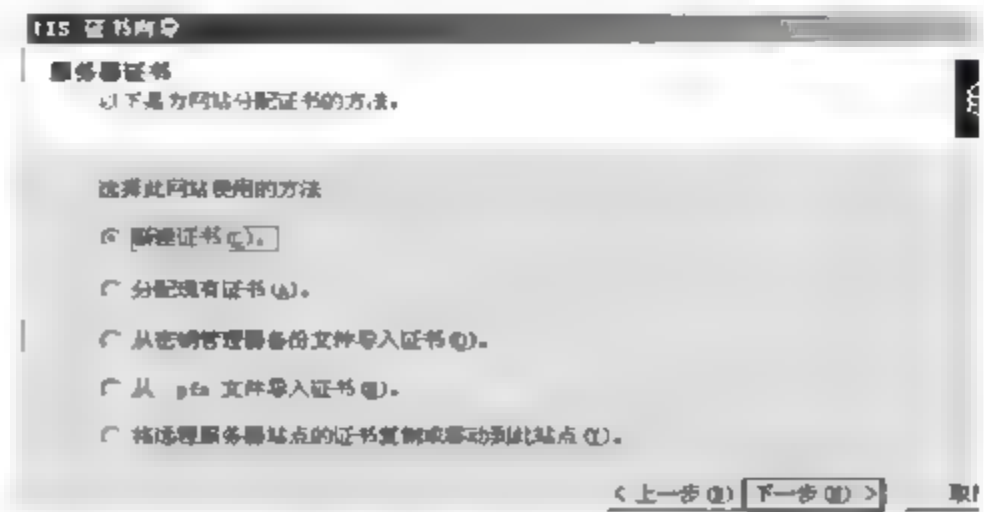 IIS 证书向导
服务器证书
以下是为网站分配证书的方法。
选择此网站使用的方法
新建证书(C)。
分配现有证书(A)。
从密钥管理器备份文件导入证书
从 .pfx 文件导入证书
将远程服务器站点的证书复制或移动到此站点
< 上一步(B) 下一步(N) >
取